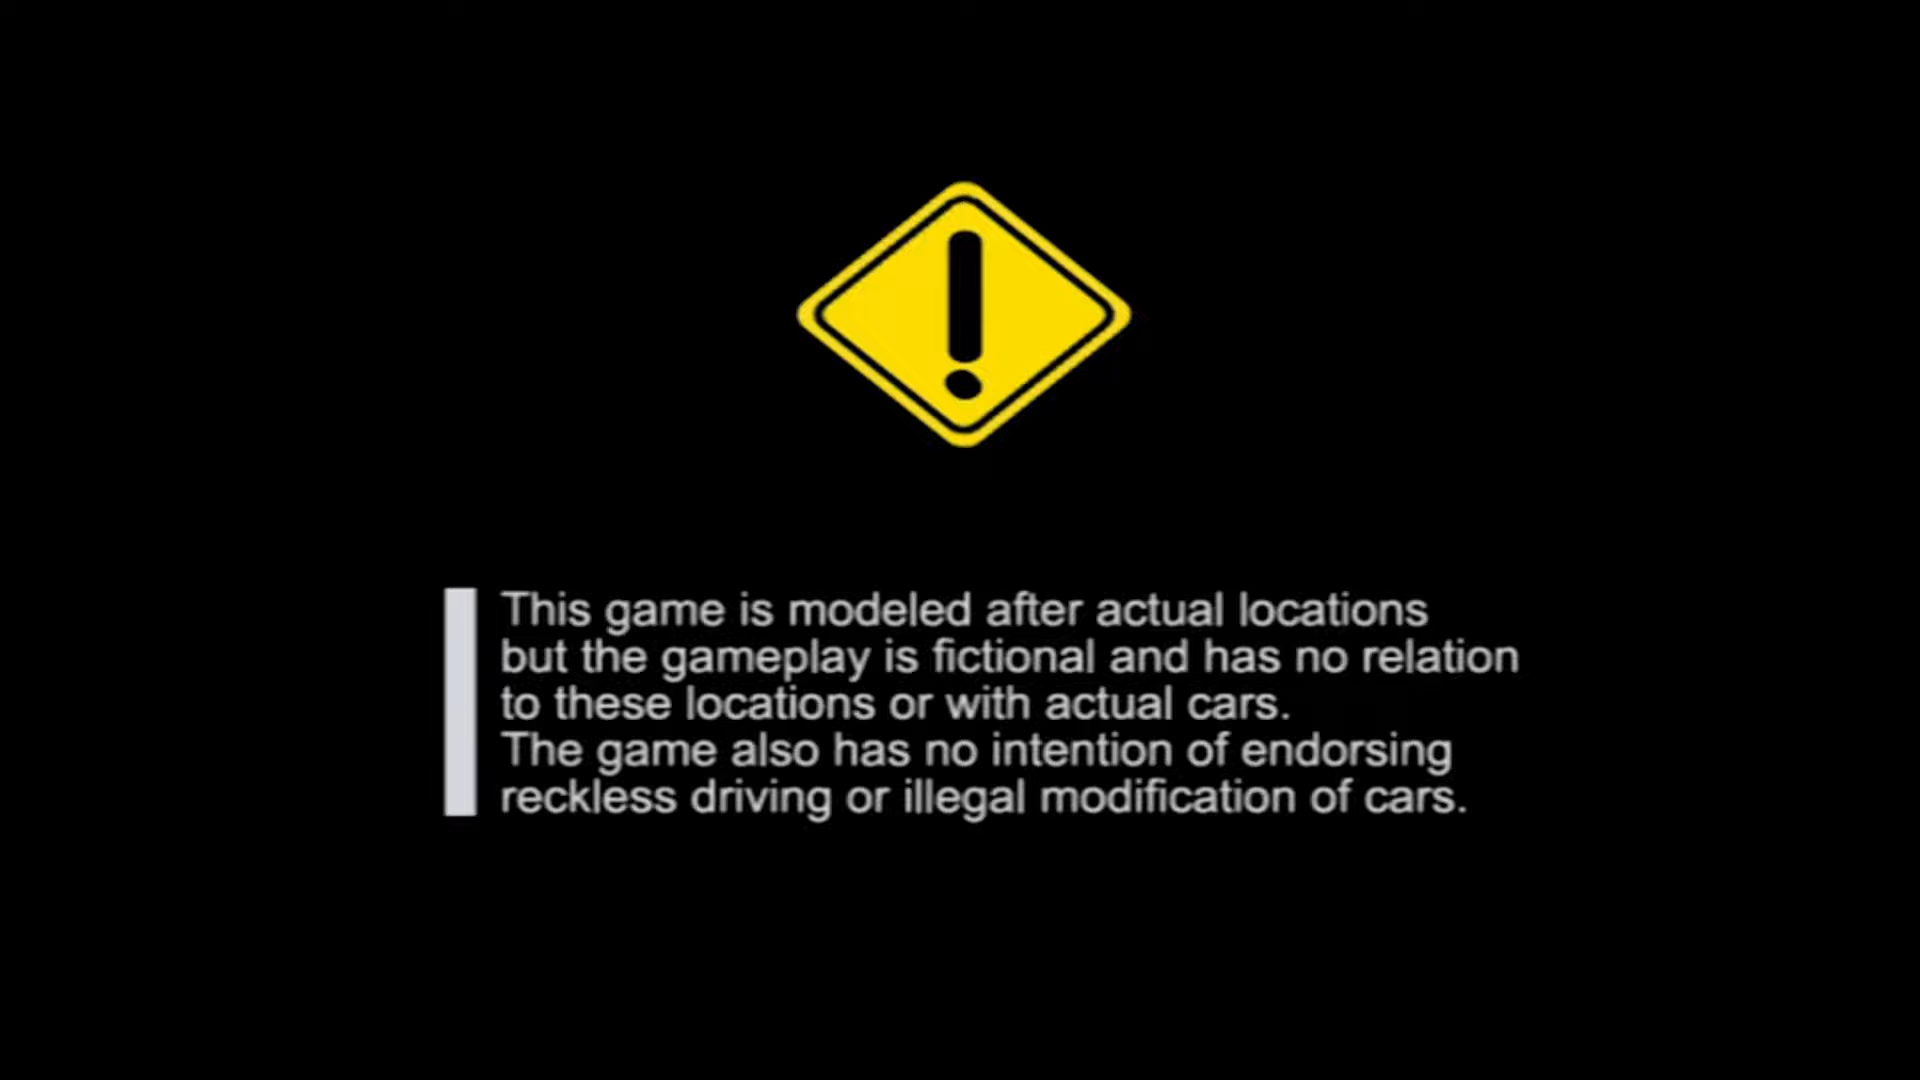 This game is modeled after actual locations
but the gameplay is fictional and has no relation
to these locations or with actual cars.
The game also has no intention of endorsing
reckless driving or illegal modification of cars.